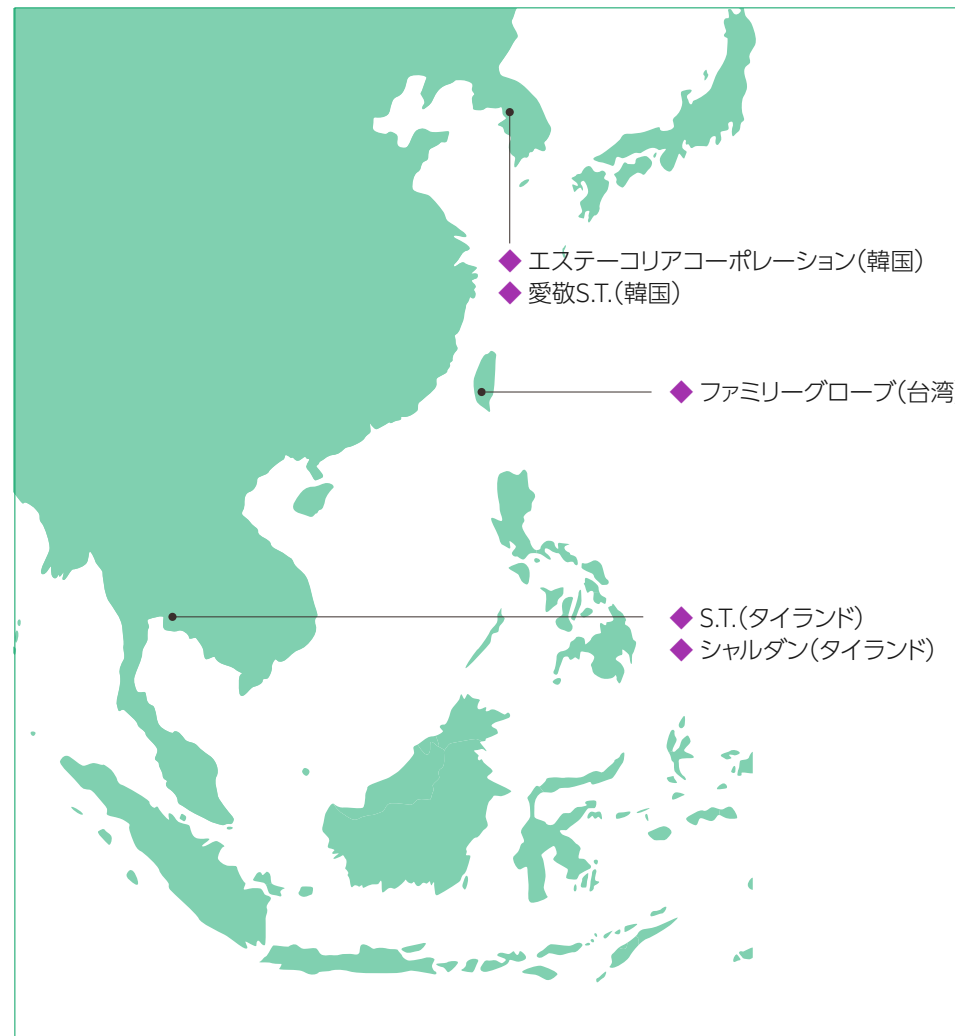 ◆ エステーコリアコーポレーション(韓国)
◆ 愛敬S.T.(韓国)
◆ ファミリーグローブ(台湾
◆ S.T.(タイランド)
◆ シャルダン(タイランド)